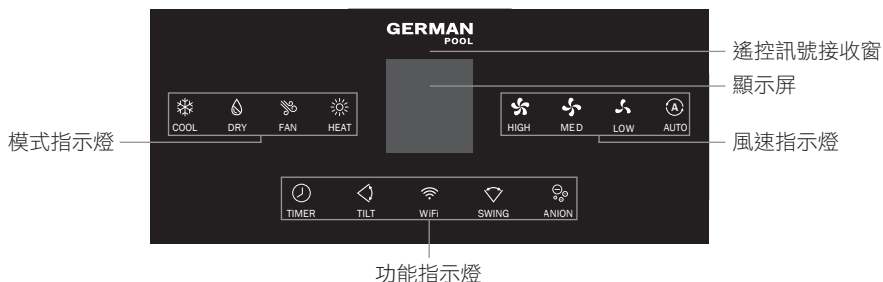 GERMAN
POOL
遙控訊號接收窗
顯示屏
COOL DRY FAN HEAT
HIGH MED LOW A AUTO
模式指示燈
風速指示燈
TIMER TILT WiFi SWING ANION
功能指示燈